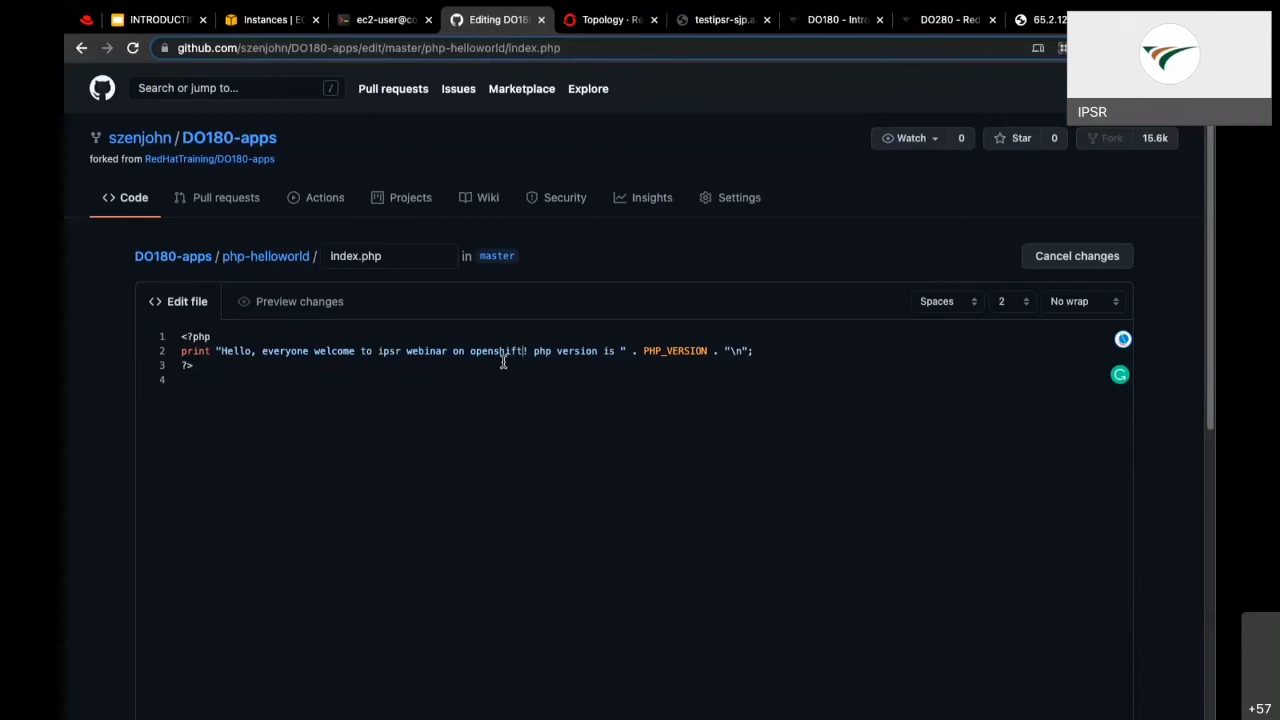 INTRODUCTI
Instances | EC
ec2-user@co
Editing DO18
Topology · Re
testipsr-sjp.a
DO180 - Intro
DO280 - Red
65.2.12
github.com/szenjohn/DO180-apps/edit/master/php-helloworld/index.php
IPSR
Search or jump to... /
Pull requests
Issues
Marketplace
Explore
szenjohn / DO180-apps
forked from RedHatTraining/DO180-apps
Watch 0
Star 0
Fork 15.6k
Code
Pull requests
Actions
Projects
Wiki
Security
Insights
Settings
DO180-apps / php-helloworld / index.php in master
Cancel changes
Edit file
Preview changes
Spaces
2
No wrap
1 <?php
2 print "Hello, everyone welcome to ipsr webinar on openshift! php version is " . PHP_VERSION . "\n";
3 ?>
4
+57